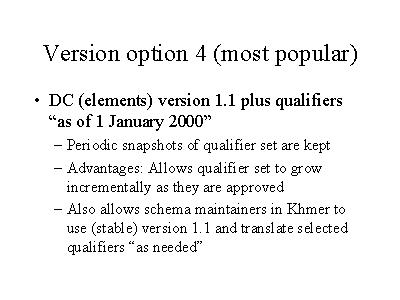 Version option 4 (most popular)
• DC (elements) version 1.1 plus qualifiers
“as of 1 January 2000”
– Periodic snapshots of qualifier set are kept
– Advantages: Allows qualifier set to grow
incrementally as they are approved
– Also allows schema maintainers in Khmer to
use (stable) version 1.1 and translate selected
qualifiers “as needed”